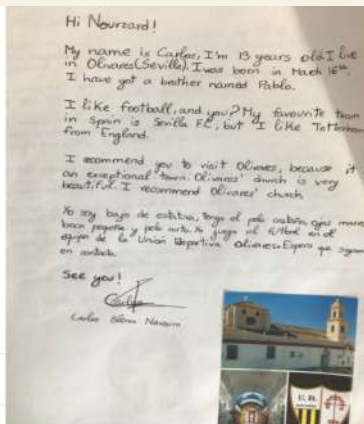 Hi Nourzard!
My name is Carlos, I'm 13 years old I live
in Olivares (Seville). I was born in March 16th.
I have got a brother named Pablo.
I like football, and you? My favourite team
in Spain is Sevilla FC, but I like Tottenham
from England.
I recommend you to visit Olivares, because it
an exceptional town. Olivares' church is very
beautiful. I recommend Olivares' church
Yo soy bajo de estatura, tengo el pelo castaño, ojos marro
boca pequeña y pelo corto. Yo juego al fútbol en el
equipo de la Unión Deportiva Olivares. Espero que sigamos
en contacto.
See you!
Carlos Navarro
U.D.